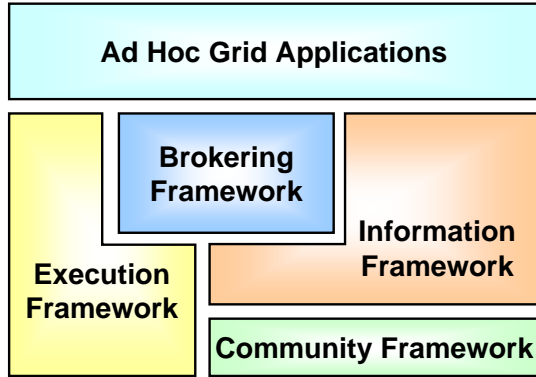 Ad Hoc Grid Applications
Brokering
Framework
Information
Framework
Execution
Framework
Community Framework